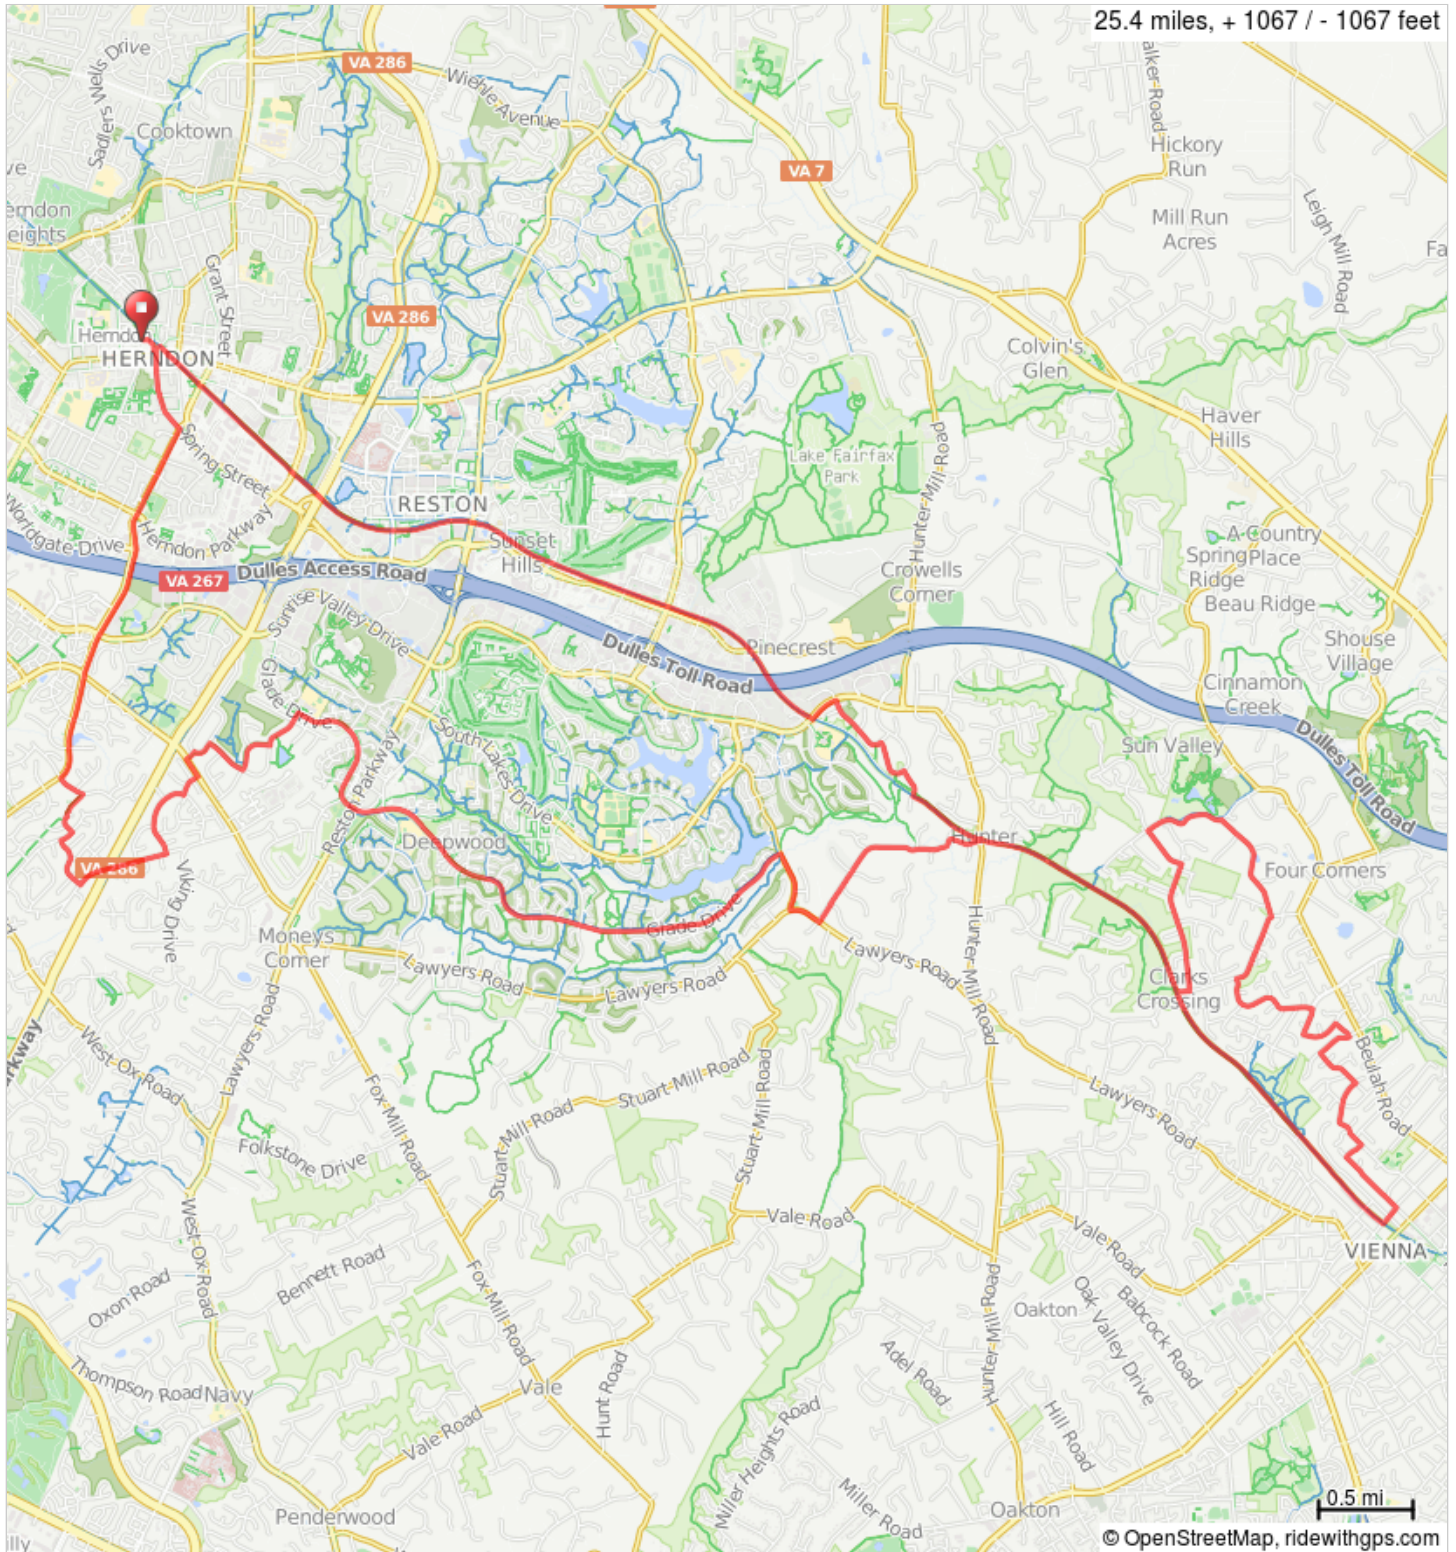 25.4 miles, + 1067 / - 1067 feet
VA 286
Wiehle Avenue
Sadlers Wells Drive
Cooktown
alker Road
Hickory
Run
VA 7
ve
erndon
eights
Mill Run
Acres
Leigh Mill Road
Fa
Grant Street
VA 286
Herndo
HERNDON
Colvin's
Glen
Haver
Hills
Spring Street
Lake Fairfax
Park
Hunter Mill Road
RESTON
Worldgate Drive
Herndon Parkway
Sunset
Hills
A Country
Place
Spring
Ridge
Crowells
Corner
VA 267
Dulles Access Road
Beau Ridge
Sunrise Valley Drive
Shouse
Village
Pinecrest
Dulles Toll Road
Glade Drive
Cinnamon
Creek
Sun Valley
Dulles Toll Road
South Lakes Drive
Reston Parkway
Deepwood
Hunter
VA 286
Four Corners
Viking Drive
Glade Drive
Moneys
Corner
Lawyers Road
Lawyers Road
Lawyers Road
Hunter Mill Road
Clarks
Crossing
Lawyers Road
arkway
West Ox Road
Fox Mill Road
Stuart Mill Road
Stuart Mill Road
Stuart Mill Road
Beulah Road
Lawyers Road
Folkstone Drive
West Ox Road
Vale Road
Vale Road
VIENNA
Bennett Road
Oxon Road
Fox Mill Road
Hunter Mill Road
Oakton
Oak Valley Drive
Babcock Road
Adel Road
Thompson Road
Navy
Vale
Hunt Road
Vale Road
Miller Heights Road
Hill Road
Miller Road
Penderwood
Oakton
0.5 mi
illy
© OpenStreetMap, ridewithgps.com